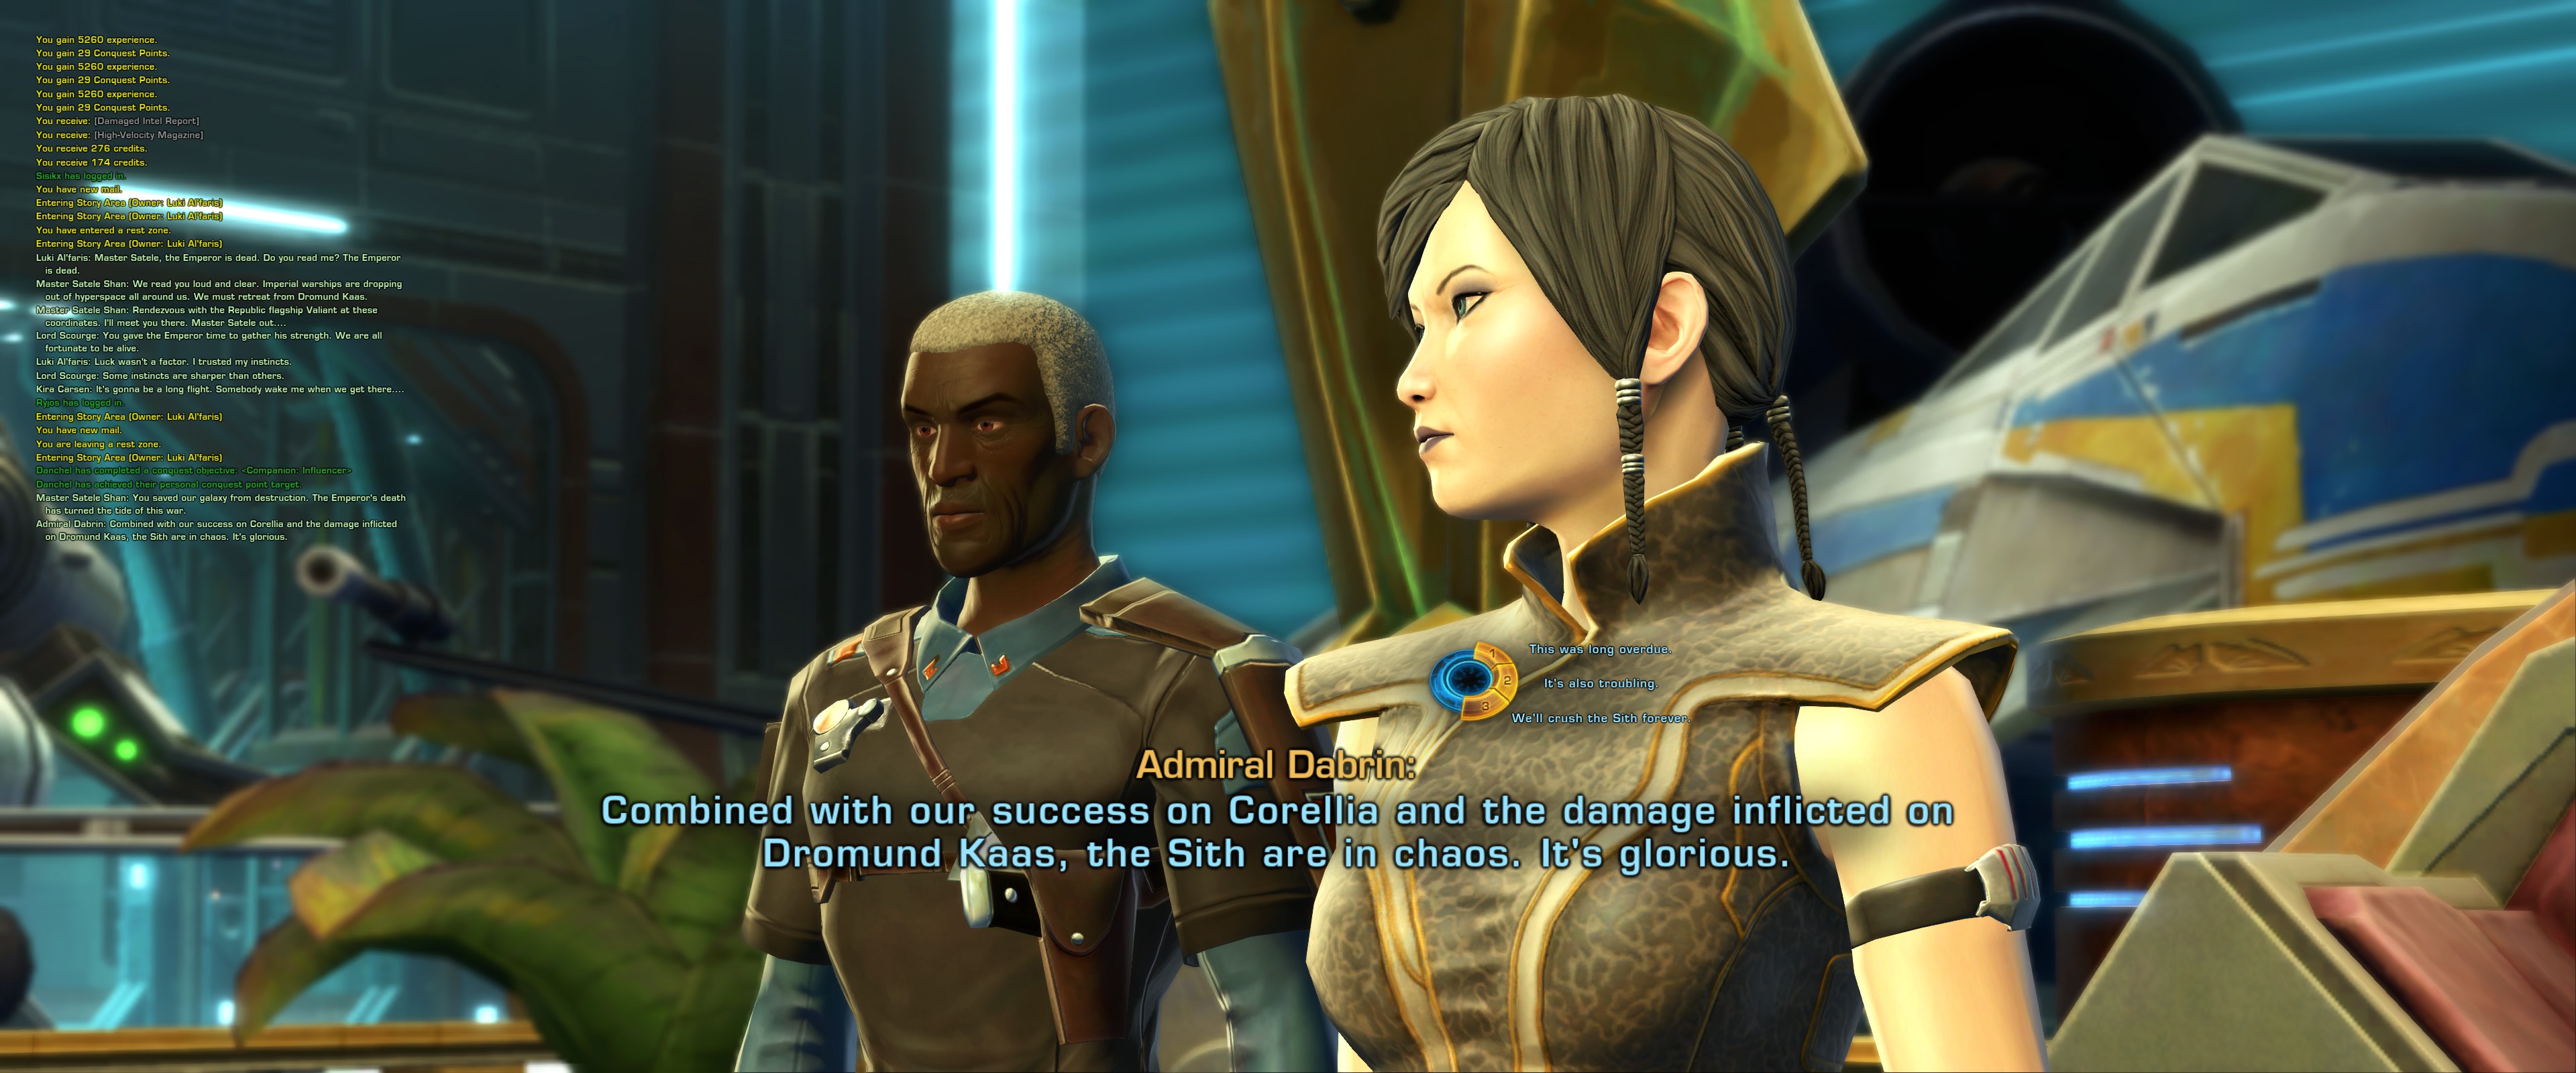 You gain 5260 experience.
You gain 29 Conquest Points.
You gain 5260 experience.
You gain 29 Conquest Points.
You gain 5260 experience.
You gain 29 Conquest Points.
You receive: [Damaged Intel Report]
You receive: [High-Velocity Magazine]
You receive 276 credits.
You receive 174 credits.
Sisikx has logged in.
You have new mail.
Entering Story Area (Owner: Luki Al'faris)
Entering Story Area (Owner: Luki Al'faris)
You have entered a rest zone.
Entering Story Area (Owner: Luki Al'faris)
Luki Al'faris: Master Satele, the Emperor is dead. Do you read me? The Emperor
is dead.
Master Satele Shan: We read you loud and clear. Imperial warships are dropping
out of hyperspace all around us. We must retreat from Dromund Kaas.
Master Satele Shan: Rendezvous with the Republic flagship Valiant at these
coordinates. I'll meet you there. Master Satele out....
Lord Scourge: You gave the Emperor time to gather his strength. We are all
fortunate to be alive.
Luki Al'faris: Luck wasn't a factor. I trusted my instincts.
Lord Scourge: Some instincts are sharper than others.
Kira Carsen: It's gonna be a long flight. Somebody wake me when we get there....
Ryjos has logged in.
Entering Story Area (Owner: Luki Al'faris)
You have new mail.
You are leaving a rest zone.
Entering Story Area (Owner: Luki Al'faris)
Danchel has completed a conquest objective. <Companion: Influencer>
Danchel has achieved their personal conquest point target.
Master Satele Shan: You saved our galaxy from destruction. The Emperor's death
has turned the tide of this war.
Admiral Dabrin: Combined with our success on Corellia and the damage inflicted
on Dromund Kaas, the Sith are in chaos. It's glorious.
1 This was long overdue.
2 It's also troubling.
3 We'll crush the Sith forever.
Admiral Dabrin:
Combined with our success on Corellia and the damage inflicted on
Dromund Kaas, the Sith are in chaos. It's glorious.